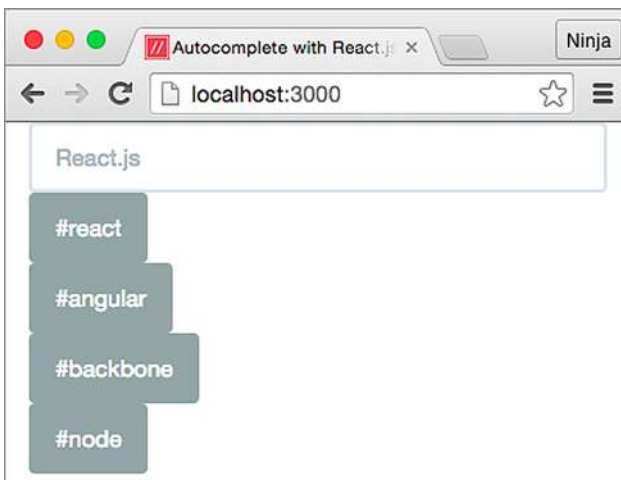 Ninja
Autocomplete with React.js
localhost:3000
React.js
#react
#angular
#backbone
#node